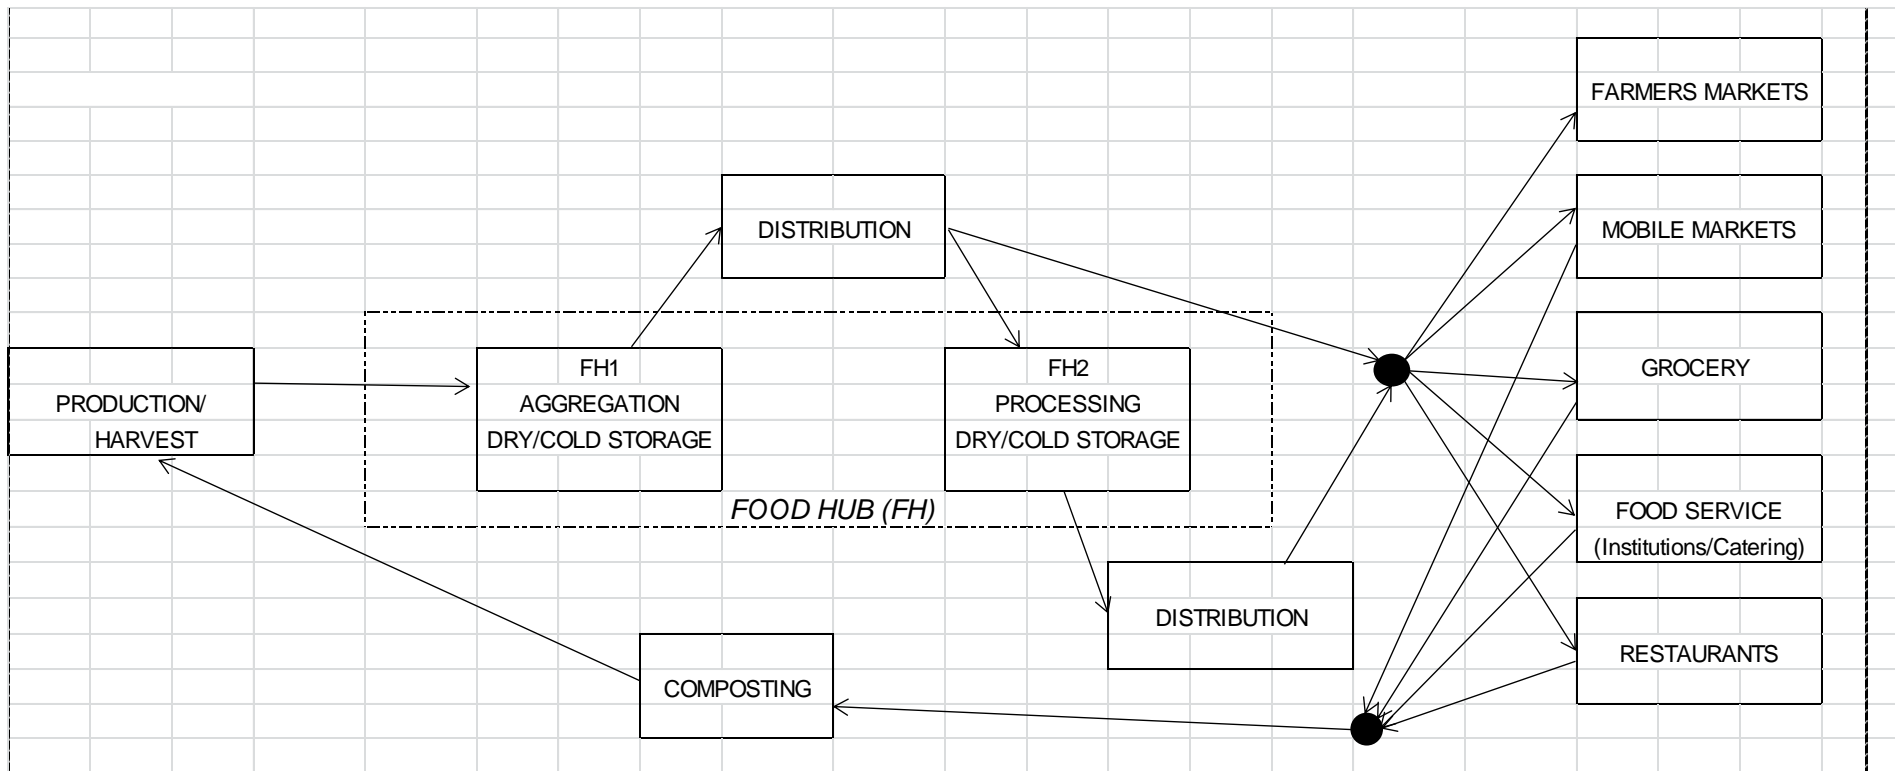 FARMERS MARKETS
DISTRIBUTION
MOBILE MARKETS
PRODUCTION/
HARVEST
FH1
AGGREGATION
DRY/COLD STORAGE
FH2
PROCESSING
DRY/COLD STORAGE
GROCERY
FOOD HUB (FH)
FOOD SERVICE
(Institutions/Catering)
DISTRIBUTION
RESTAURANTS
COMPOSTING